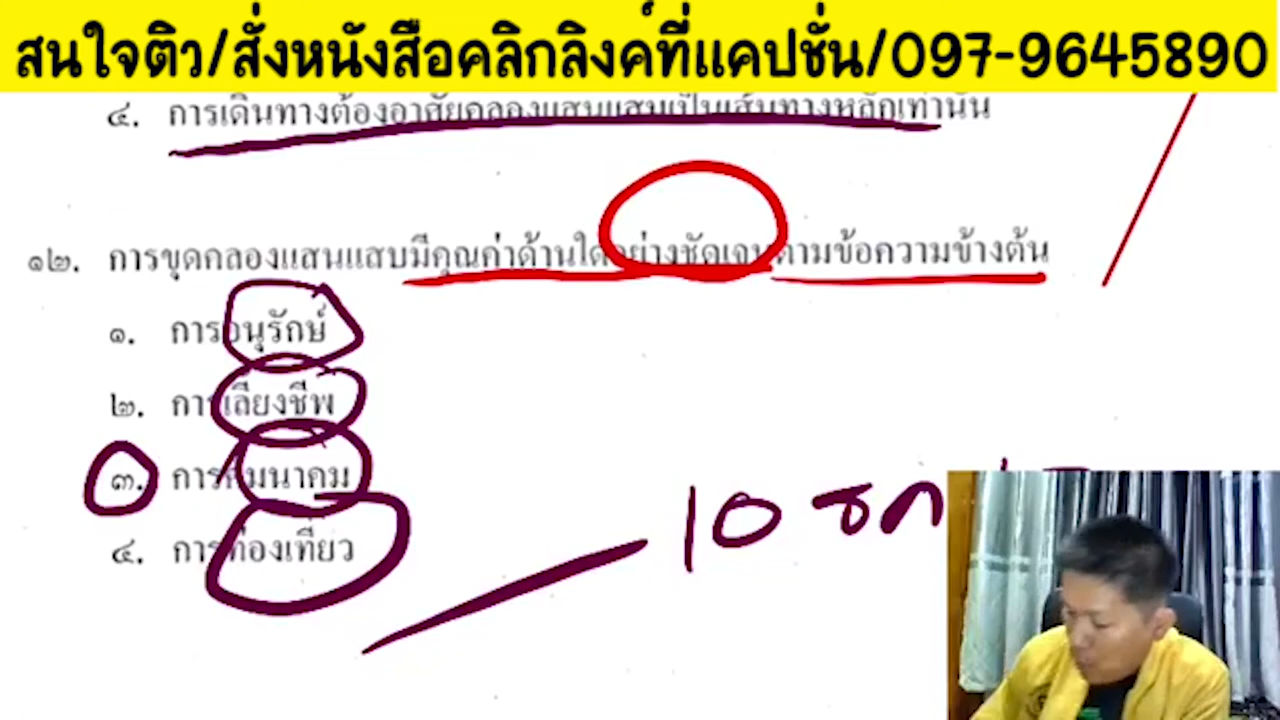 สนใจติว/สั่งหนังสือคลิกลิงค์ที่แคปชั่น/097-9645890
๔. การเดินทางต้องอาศัยคลองแสนแสบเป็นเส้นทางหลักเท่านั้น
๑๒. การขุดคลองแสนแสบมีคุณค่าด้านใดอย่างชัดเจนตามข้อความข้างต้น
๑. การอนุรักษ์
๒. การเลี้ยงชีพ
๓. การคมนาคม
๔. การท่องเที่ยว
10